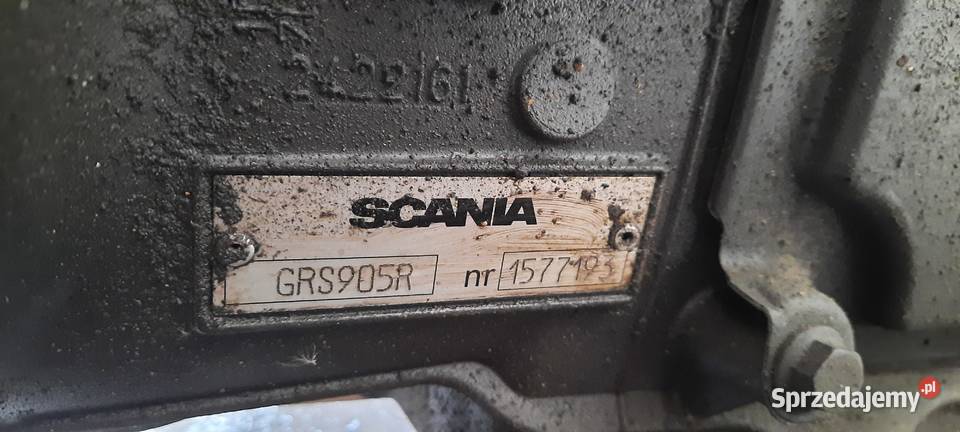 2422161
SCANIA
GRS905R nr 1577193
Sprzedajemy.pl